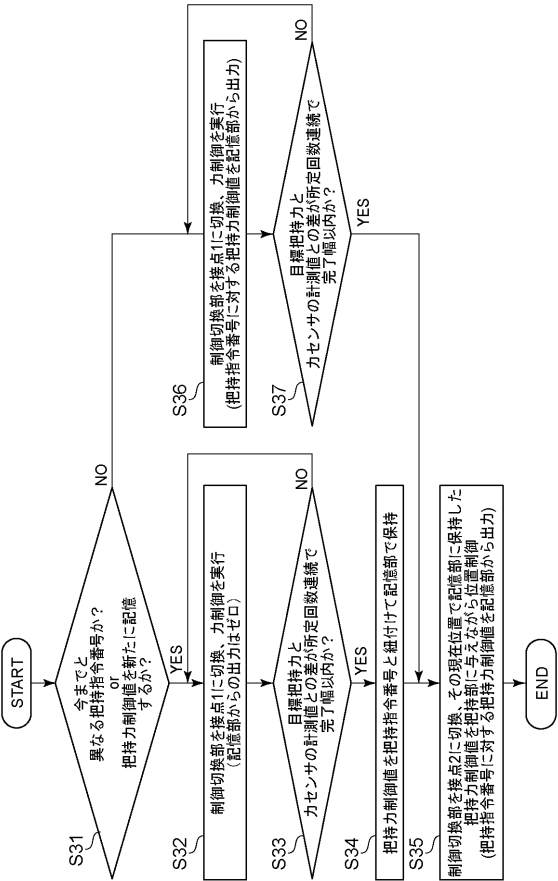 START
S31
今までと
異なる把持指令番号か？
or
把持力制御値を新たに記憶
するか？
NO
YES
S32
制御切換部を接点1に切換、力制御を実行
（記憶部からの出力はゼロ）
S33
目標把持力と
力センサの計測値との差が所定回数連続で
完了幅以内か？
NO
YES
S34
把持力制御値を把持指令番号と紐付けて記憶部で保持
S35
制御切換部を接点2に切換、その現在位置で記憶部に保持した
把持力制御値を把持部に与えながら位置制御
(把持指令番号に対する把持力制御値を記憶部から出力)
END
S36
制御切換部を接点1に切換、力制御を実行
(把持指令番号に対する把持力制御値を記憶部から出力)
S37
目標把持力と
力センサの計測値との差が所定回数連続で
完了幅以内か？
NO
YES